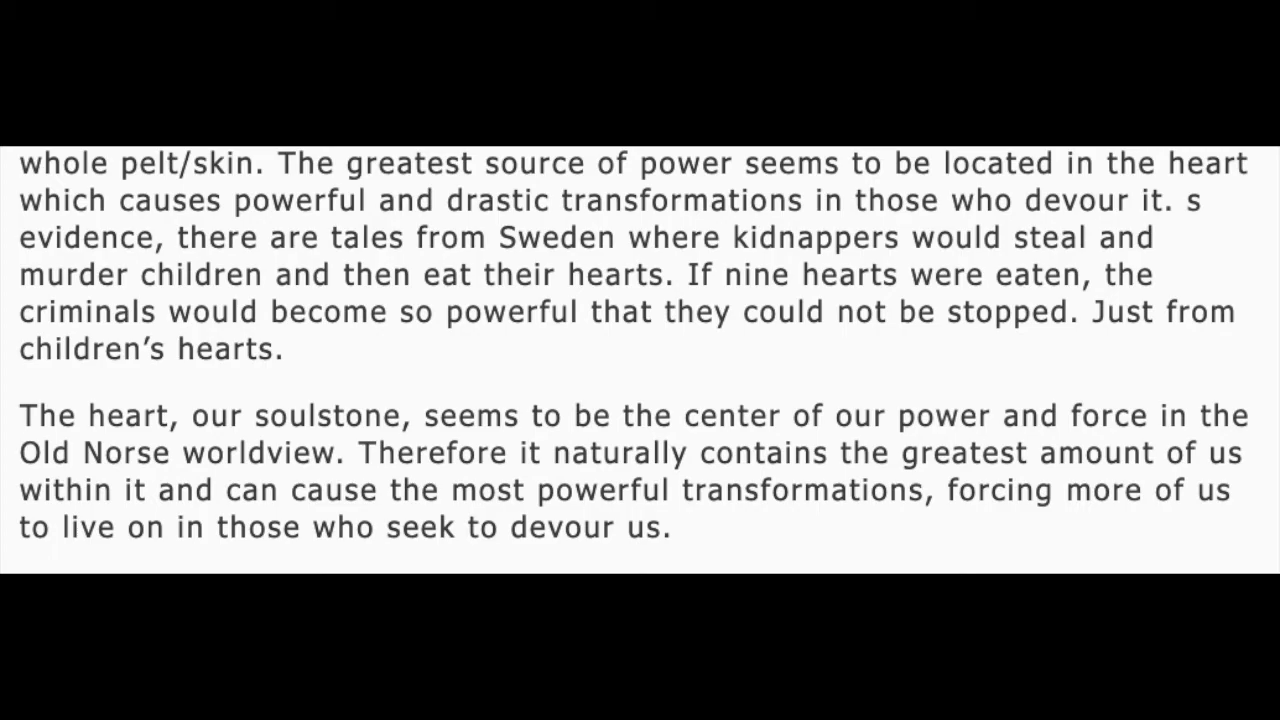 whole pelt/skin. The greatest source of power seems to be located in the heart
which causes powerful and drastic transformations in those who devour it. s
evidence, there are tales from Sweden where kidnappers would steal and
murder children and then eat their hearts. If nine hearts were eaten, the
criminals would become so powerful that they could not be stopped. Just from
children’s hearts.
The heart, our soulstone, seems to be the center of our power and force in the
Old Norse worldview. Therefore it naturally contains the greatest amount of us
within it and can cause the most powerful transformations, forcing more of us
to live on in those who seek to devour us.